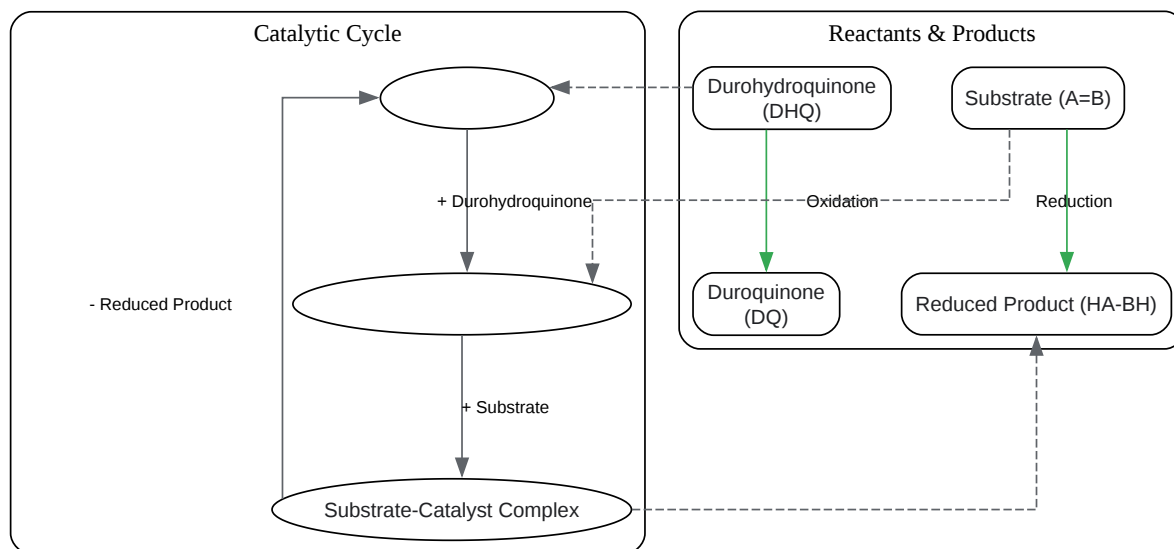 Catalytic Cycle
Reactants & Products
Durohydroquinone
(DHQ)
Substrate (A=B)
+ Durohydroquinone
Oxidation
Reduction
- Reduced Product
Duroquinone
(DQ)
Reduced Product (HA-BH)
+ Substrate
Substrate-Catalyst Complex